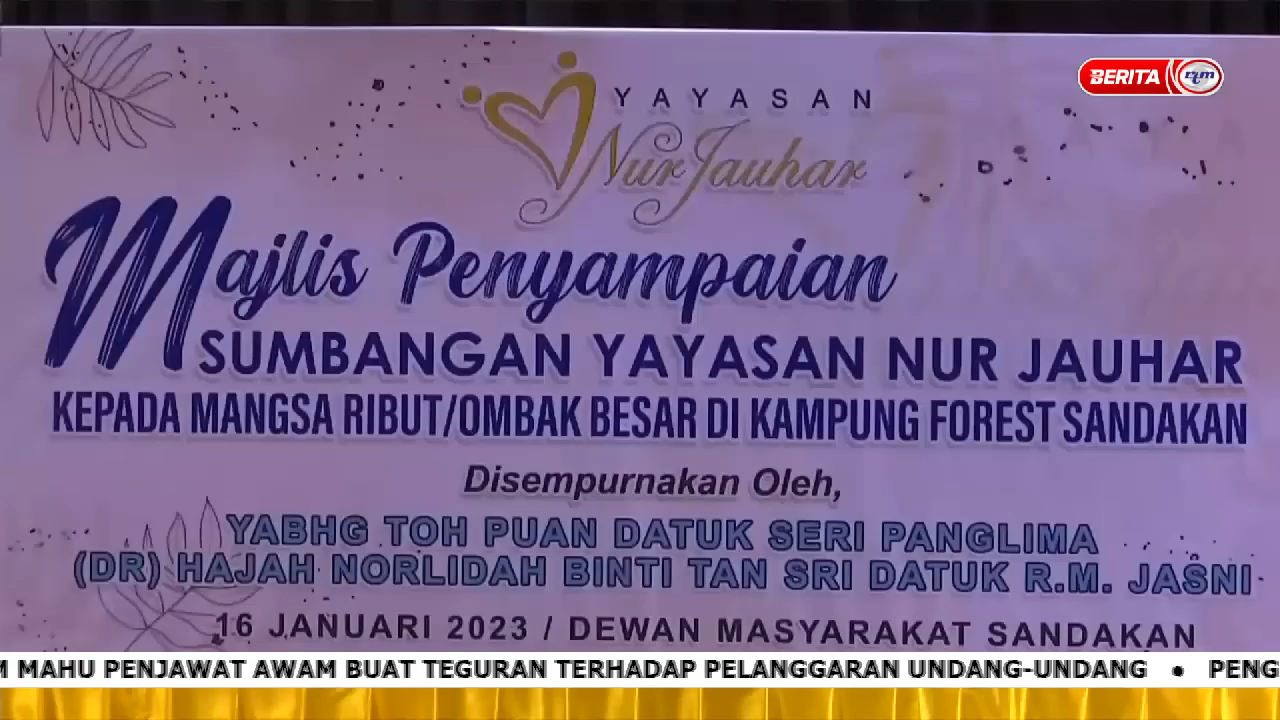 BERITA rtm
YAYASAN
Nur Jauhar
Majlis Penyampaian
SUMBANGAN YAYASAN NUR JAUHAR
KEPADA MANGSA RIBUT/OMBAK BESAR DI KAMPUNG FOREST SANDAKAN
Disempurnakan Oleh,
YABHG TOH PUAN DATUK SERI PANGLIMA
(DR) HAJAH NORLIDAH BINTI TAN SRI DATUK R.M. JASNI
16 JANUARI 2023 / DEWAN MASYARAKAT SANDAKAN
M MAHU PENJAWAT AWAM BUAT TEGURAN TERHADAP PELANGGARAN UNDANG-UNDANG • PENG